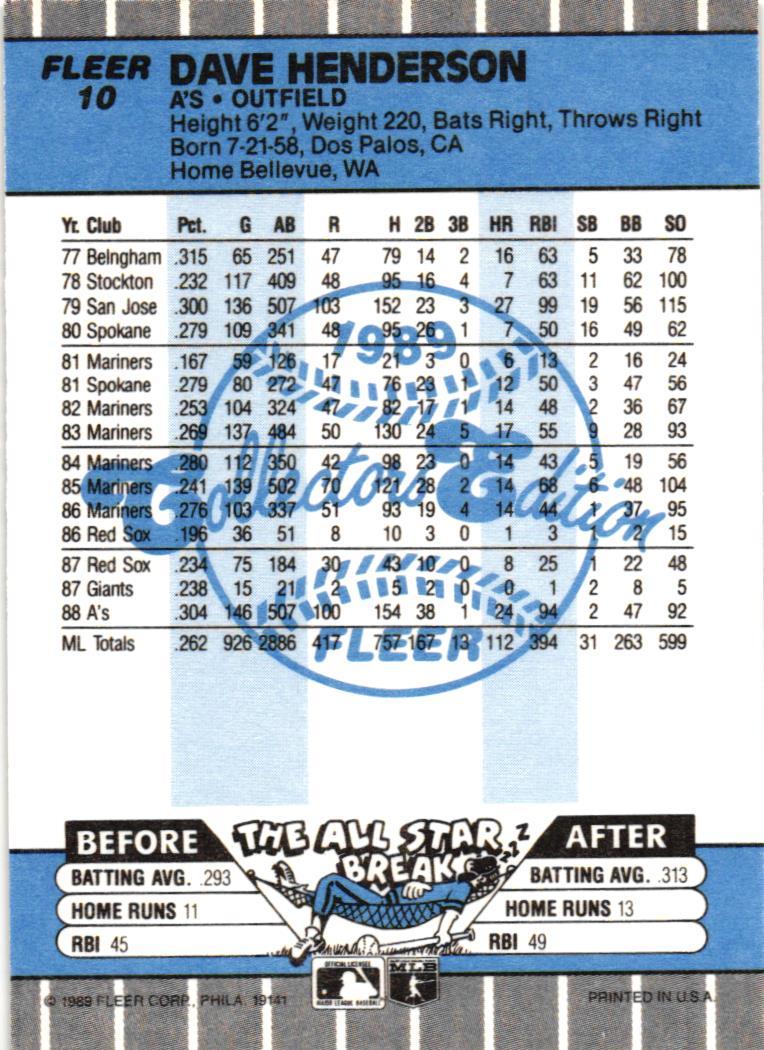 FLEER DAVE HENDERSON
10 A'S • OUTFIELD
Height 6'2", Weight 220, Bats Right, Throws Right
Born 7-21-58, Dos Palos, CA
Home Bellevue, WA
Yr. Club Pct. G AB R H 2B 3B HR RBI SB BB SO
77 Belngham .315 65 251 47 79 14 2 16 63 5 33 78
78 Stockton .232 117 409 48 95 16 4 7 63 11 62 100
79 San Jose .300 136 507 103 152 23 3 27 99 19 56 115
80 Spokane .279 109 341 48 95 26 1 7 50 16 49 62
81 Mariners .167 59 126 17 21 3 0 6 13 2 16 24
81 Spokane .279 80 272 47 76 23 1 12 50 3 47 56
82 Mariners .253 104 324 47 82 17 1 14 48 2 36 67
83 Mariners .269 137 484 50 130 24 5 17 55 9 28 93
84 Mariners .280 112 350 42 98 23 0 14 43 5 19 56
85 Mariners .241 139 502 70 121 28 2 14 68 6 48 104
86 Mariners .276 103 337 51 93 19 4 14 44 1 37 95
86 Red Sox .196 36 51 8 10 3 0 1 3 1 2 15
87 Red Sox .234 75 184 30 43 10 0 8 25 1 22 48
87 Giants .238 15 21 2 5 2 0 0 1 2 8 5
88 A's .304 146 507 100 154 38 1 24 94 2 47 92
ML Totals .262 926 2886 417 757 167 13 112 394 31 263 599
1989
Collectors Edition
FLEER
BEFORE THE ALL STAR BREAK AFTER
zzz
BATTING AVG. .293 BATTING AVG. .313
HOME RUNS 11 HOME RUNS 13
RBI 45 RBI 49
OFFICIAL LICENSEE
MAJOR LEAGUE BASEBALL
MLB
© 1989 FLEER CORP., PHILA. 19141 PRINTED IN U.S.A.